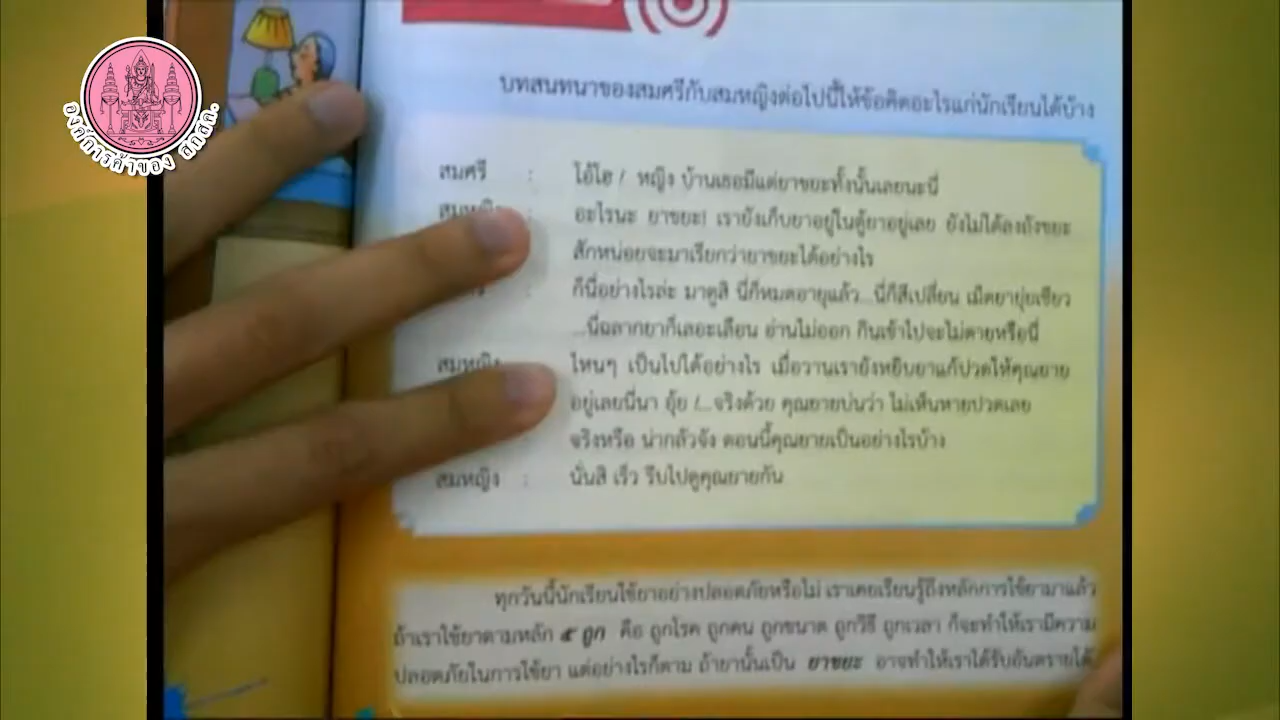 องค์การค้าของ สกสค.
บทสนทนาของสมศรีกับสมหญิงต่อไปนี้ให้ข้อคิดอะไรแก่นักเรียนได้บ้าง
สมศรี : โอ้โฮ ! หญิง บ้านเธอมีแต่ยาขยะทั้งนั้นเลยนะนี่
สมหญิง : อะไรนะ ยาขยะ! เรายังเก็บยาอยู่ในตู้ยาอยู่เลย ยังไม่ได้ลงถังขยะ
สักหน่อยจะมาเรียกว่ายาขยะได้อย่างไร
: ก็นี่อย่างไรล่ะ มาดูสิ นี่ก็หมดอายุแล้ว...นี่ก็สีเปลี่ยน เม็ดยายุ่ยเชียว
...นี่ฉลากยาก็เลอะเลือน อ่านไม่ออก กินเข้าไปจะไม่ตายหรือนี่
สมหญิง ไหนๆ เป็นไปได้อย่างไร เมื่อวานเรายังหยิบยาแก้ปวดให้คุณยาย
อยู่เลยนี่นา อุ้ย !...จริงด้วย คุณยายบ่นว่า ไม่เห็นหายปวดเลย
จริงหรือ น่ากลัวจัง ตอนนี้คุณยายเป็นอย่างไรบ้าง
สมหญิง : นั่นสิ เร็ว รีบไปดูคุณยายกัน
ทุกวันนี้นักเรียนใช้ยาอย่างปลอดภัยหรือไม่ เราเคยเรียนรู้ถึงหลักการใช้ยามาแล้ว
ถ้าเราใช้ยาตามหลัก ๕ ถูก คือ ถูกโรค ถูกคน ถูกขนาด ถูกวิธี ถูกเวลา ก็จะทำให้เรามีความ
ปลอดภัยในการใช้ยา แต่อย่างไรก็ตาม ถ้ายานั้นเป็น ยาขยะ อาจทำให้เราได้รับอันตรายได้